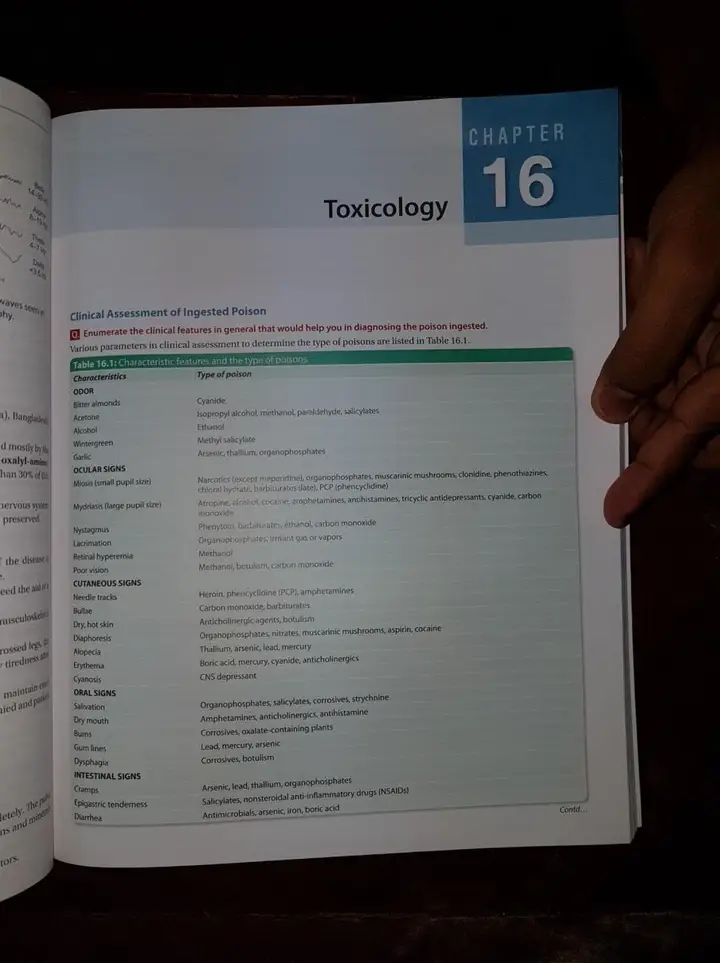 CHAPTER
16
Toxicology
Clinical Assessment of Ingested Poison
Q. Enumerate the clinical features in general that would help you in diagnosing the poison ingested.
Various parameters in clinical assessment to determine the type of poisons are listed in Table 16.1.
Table 16.1: Characteristic features and the type of poisons
Characteristics Type of poison
ODOR
Bitter almonds Cyanide
Acetone Isopropyl alcohol, methanol, paraldehyde, salicylates
Alcohol Ethanol
Wintergreen Methyl salicylate
Garlic Arsenic, thallium, organophosphates
OCULAR SIGNS
Miosis (small pupil size) Narcotics (except meperidine), organophosphates, muscarinic mushrooms, clonidine, phenothiazines,
chloral hydrate, barbiturates (late), PCP (phencyclidine)
Mydriasis (large pupil size) Atropine, alcohol, cocaine, amphetamines, antihistamines, tricyclic antidepressants, cyanide, carbon
monoxide
Nystagmus Phenytoin, barbiturates, ethanol, carbon monoxide
Lacrimation Organophosphates, irritant gas or vapors
Retinal hyperemia Methanol
Poor vision Methanol, botulism, carbon monoxide
CUTANEOUS SIGNS
Needle tracks Heroin, phencyclidine (PCP), amphetamines
Bullae Carbon monoxide, barbiturates
Dry, hot skin Anticholinergic agents, botulism
Diaphoresis Organophosphates, nitrates, muscarinic mushrooms, aspirin, cocaine
Alopecia Thallium, arsenic, lead, mercury
Erythema Boric acid, mercury, cyanide, anticholinergics
Cyanosis CNS depressant
ORAL SIGNS
Salivation Organophosphates, salicylates, corrosives, strychnine
Dry mouth Amphetamines, anticholinergics, antihistamine
Burns Corrosives, oxalate-containing plants
Gum lines Lead, mercury, arsenic
Dysphagia Corrosives, botulism
INTESTINAL SIGNS
Cramps Arsenic, lead, thallium, organophosphates
Epigastric tenderness Salicylates, nonsteroidal anti-inflammatory drugs (NSAIDs)
Diarrhea Antimicrobials, arsenic, iron, boric acid
Contd...